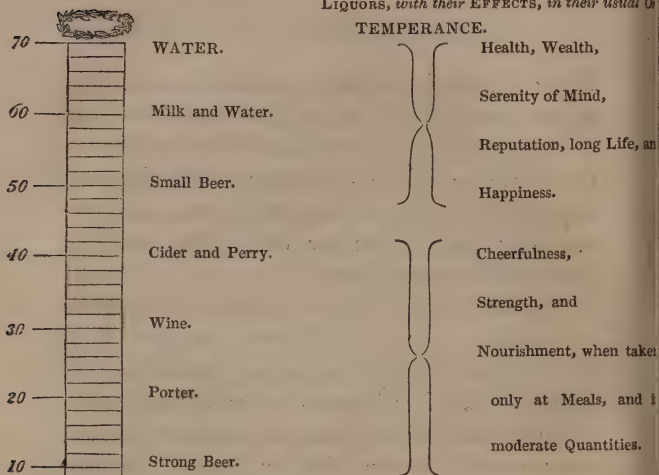 LIQUORS, with their EFFECTS, in their usual
TEMPERANCE.
70 WATER. Health, Wealth,
Serenity of Mind,
60 Milk and Water.
Reputation, long Life,
50 Small Beer.
Happiness.
40 Cider and Perry. Cheerfulness,
Strength, and
30 Wine.
Nourishment, when
20 Porter.
only at Meals, and
moderate Quantities.
10 Strong Beer.